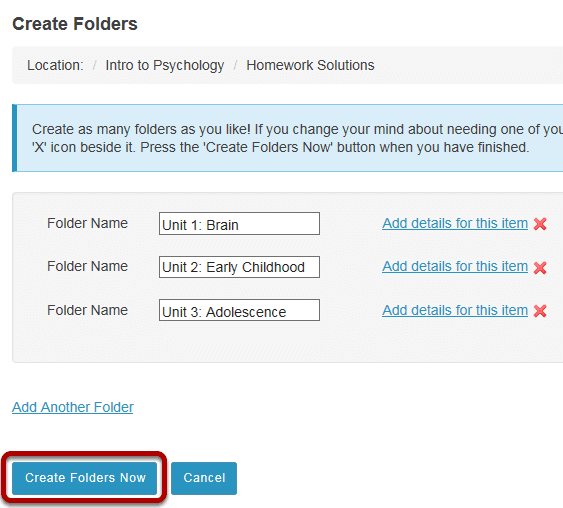 Create Folders
Location: / Intro to Psychology / Homework Solutions
Create as many folders as you like! If you change your mind about needing one of
'X' icon beside it. Press the 'Create Folders Now' button when you have finished.
Folder Name Unit 1: Brain Add details for this item
Folder Name Unit 2: Early Childhood Add details for this item
Folder Name Unit 3: Adolescence Add details for this item
Add Another Folder
Create Folders Now Cancel